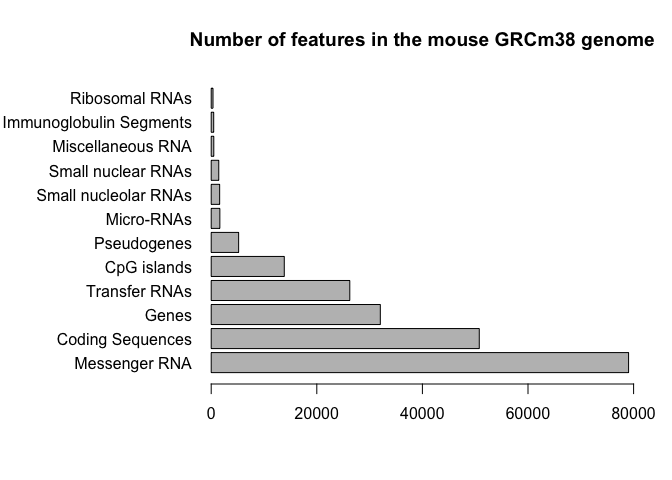 Number of features in the mouse GRCm38 genome
Ribosomal RNAs
Immunoglobulin Segments
Miscellaneous RNA
Small nuclear RNAs
Small nucleolar RNAs
Micro-RNAs
Pseudogenes
CpG islands
Transfer RNAs
Genes
Coding Sequences
Messenger RNA
0 20000 40000 60000 80000